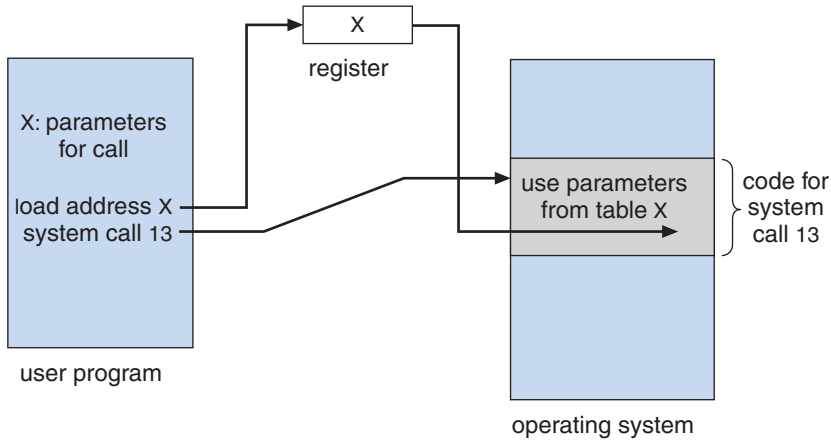 X
register
X: parameters
for call
load address X
system call 13
user program
use parameters
from table X
code for
system
call 13
operating system